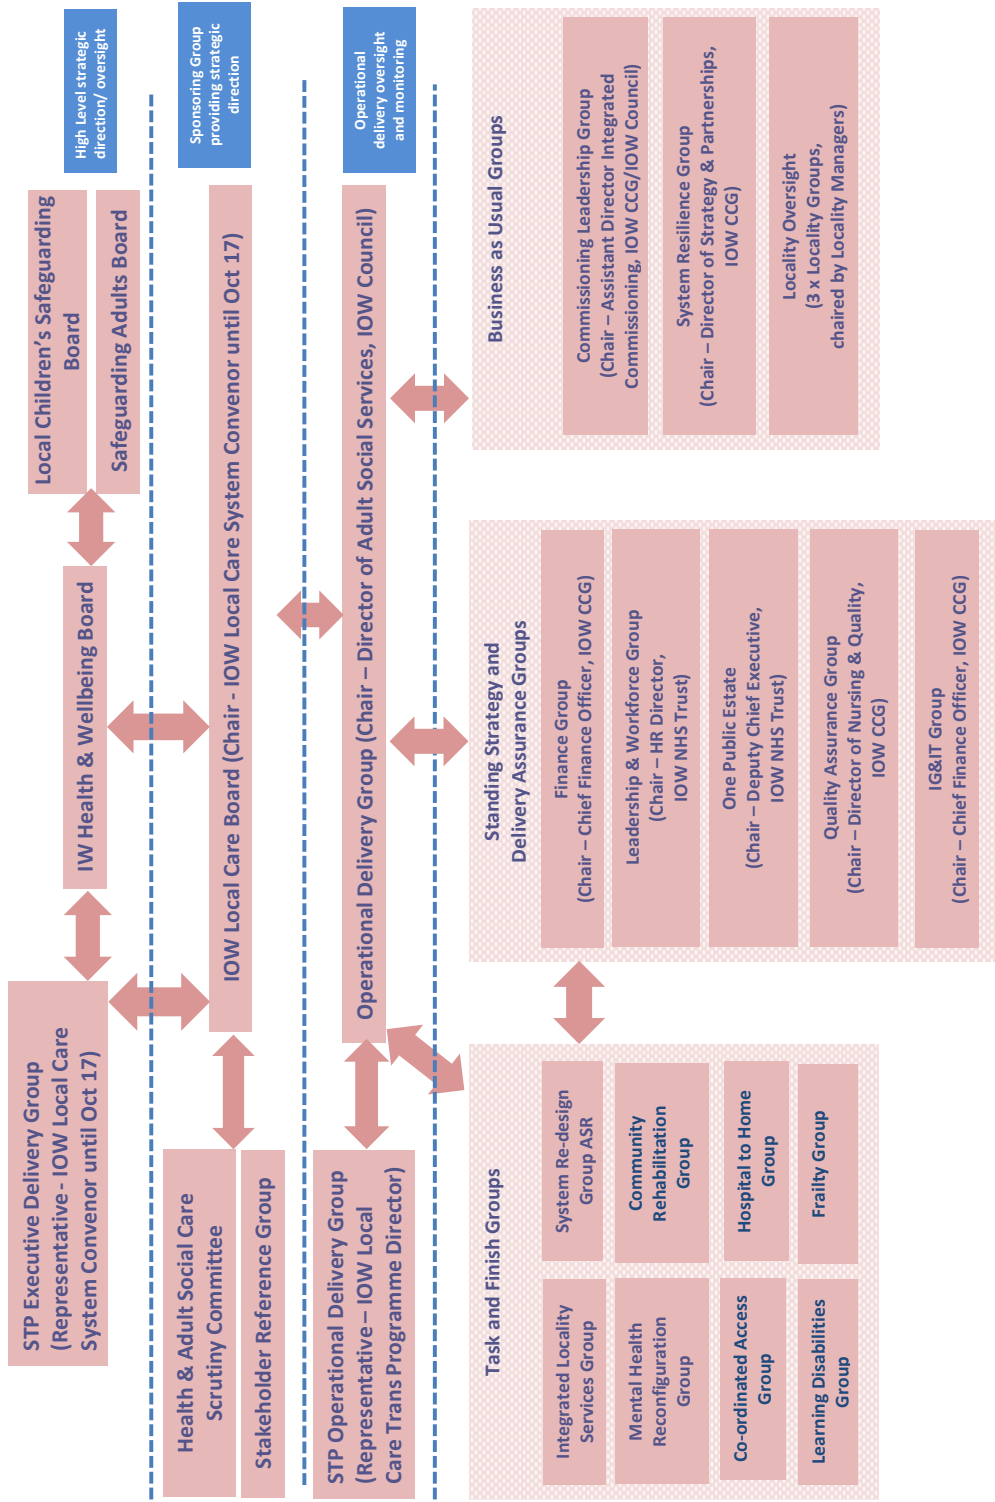 STP Executive Delivery Group
(Representative - IOW Local Care
System Convenor until Oct 17)
IW Health & Wellbeing Board
Local Children's Safeguarding
Board
Safeguarding Adults Board
High Level strategic
direction/ oversight
Health & Adult Social Care
Scrutiny Committee
Stakeholder Reference Group
IOW Local Care Board (Chair - IOW Local Care System Convenor until Oct 17)
Sponsoring Group
providing strategic
direction
STP Operational Delivery Group
(Representative– IOW Local
Care Trans Programme Director)
Operational Delivery Group (Chair – Director of Adult Social Services, IOW Council)
Operational
delivery oversight
and monitoring
Task and Finish Groups
Integrated Locality
Services Group
System Re-design
Group ASR
Mental Health
Reconfiguration
Group
Community
Rehabilitation
Group
Co-ordinated Access
Group
Hospital to Home
Group
Learning Disabilities
Group
Frailty Group
Standing Strategy and
Delivery Assurance Groups
Finance Group
(Chair – Chief Finance Officer, IOW CCG)
Leadership & Workforce Group
(Chair – HR Director,
IOW NHS Trust)
One Public Estate
(Chair – Deputy Chief Executive,
IOW NHS Trust)
Quality Assurance Group
(Chair – Director of Nursing & Quality,
IOW CCG)
IG&IT Group
(Chair – Chief Finance Officer, IOW CCG)
Business as Usual Groups
Commissioning Leadership Group
(Chair – Assistant Director Integrated
Commissioning, IOW CCG/IOW Council)
System Resilience Group
(Chair – Director of Strategy & Partnerships,
IOW CCG)
Locality Oversight
(3 x Locality Groups,
chaired by Locality Managers)